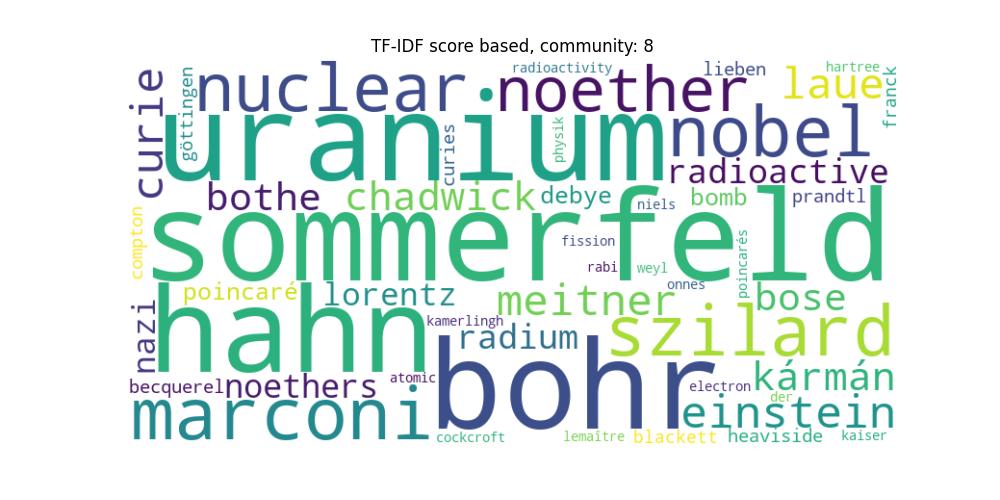 TF-IDF score based, community: 8
curie
göttingen
nuclear
radioactivity
noether
lieben
laue
hartree
franck
uranium
curies
physik
nobel
radioactive
bothe
chadwick
debye
niels
bomb
prandtl
compton
sommerfeld
fission
rabi
weyl
poincarés
onnes
nazi
poincaré
lorentz
meitner
bose
hahn
kamerlingh
radium
szilard
becquerel
noethers
atomic
bohr
electron
kármán
der
marconi
einstein
cockcroft
lemaître
blackett
heaviside
kaiser